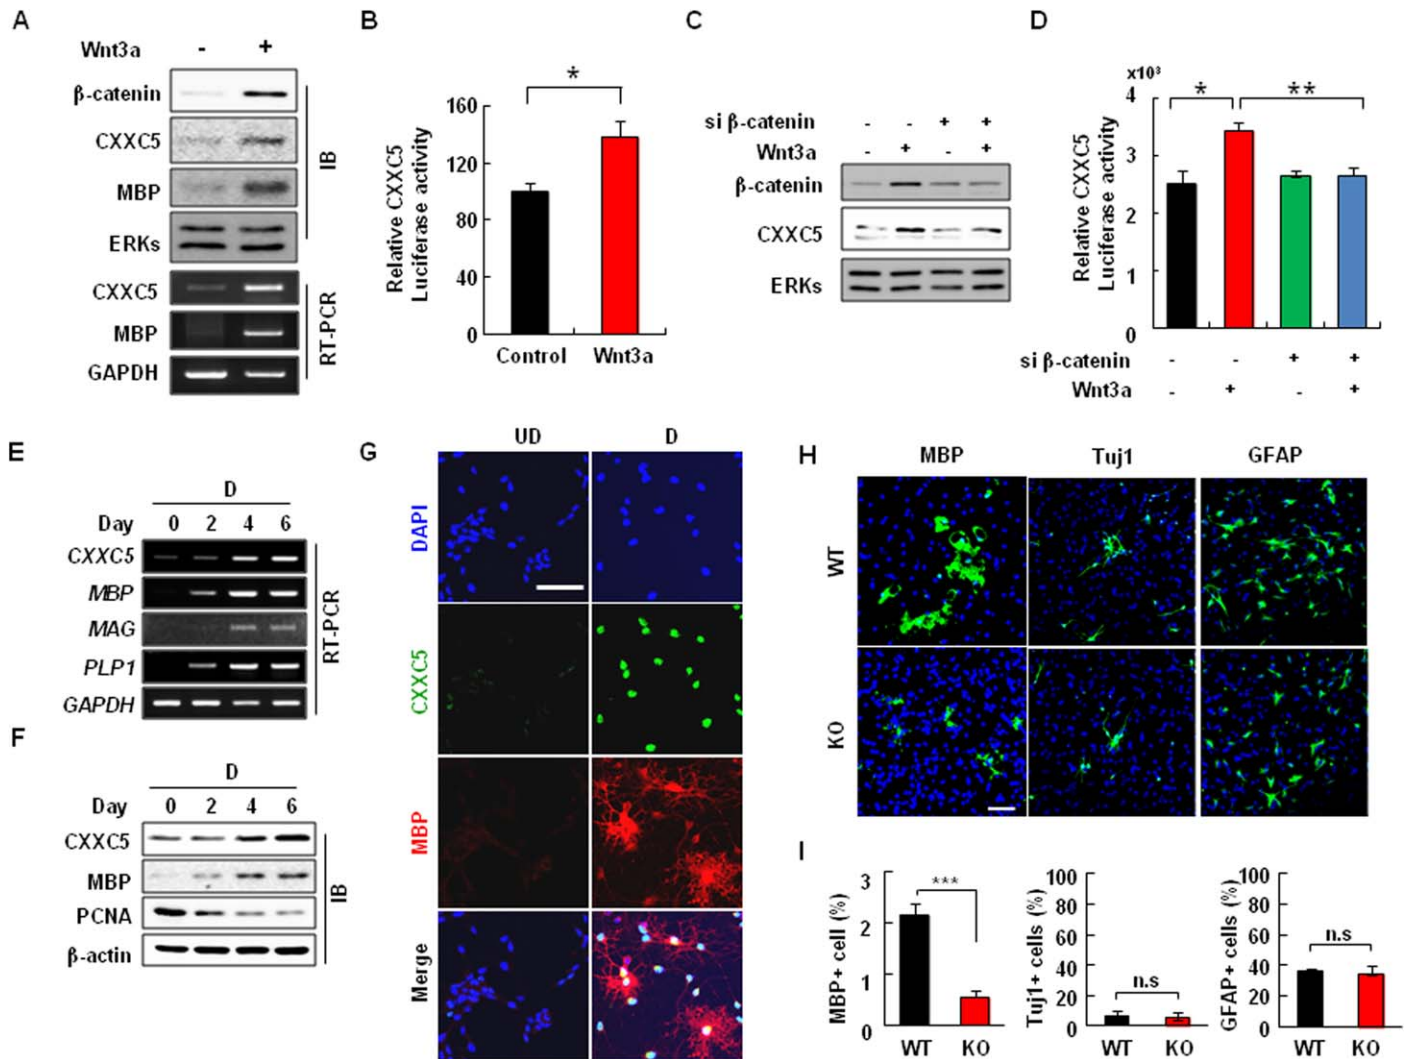 A
Wnt3a - +
β-catenin
CXXC5
MBP
ERKs
IB
CXXC5
MBP
GAPDH
RT-PCR
B
*
160
120
80
40
0
Relative CXXC5
Luciferase activity
Control Wnt3a
C
si β-catenin - - + +
Wnt3a - + - +
β-catenin
CXXC5
ERKs
D
x10³
* **
4
3
2
1
0
Relative CXXC5
Luciferase activity
si β-catenin - - + +
Wnt3a - + - +
E
D
Day 0 2 4 6
CXXC5
MBP
MAG
PLP1
GAPDH
RT-PCR
F
D
Day 0 2 4 6
CXXC5
MBP
PCNA
β-actin
IB
G
UD D
DAPI
CXXC5
MBP
Merge
H
MBP Tuj1 GFAP
WT
KO
I
MBP+ cell (%)
3
2
1
0
***
WT KO
Tuj1+ cells (%)
100
80
60
40
20
0
n.s
WT KO
GFAP+ cells (%)
100
80
60
40
20
0
n.s
WT KO